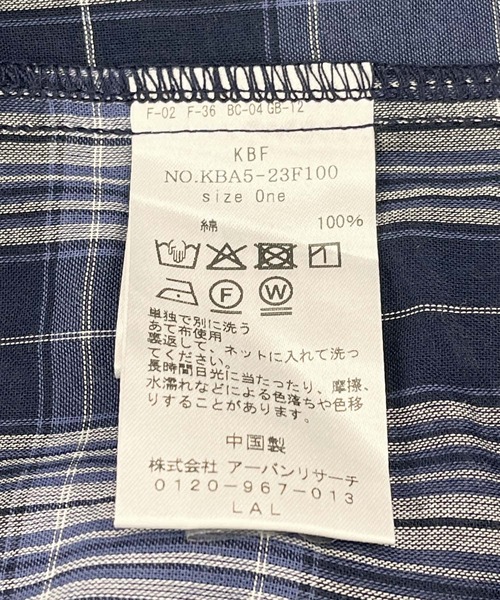 F-02 F-36 BC-04 GB-12
KBF
NO.KBA5-23F100
size One
綿 100%
F W
単独で別に洗う
あて布使用
裏返して、ネットに入れて洗っ
てください。
長時間日光に当たったり、摩擦、
水濡れなどによる色落ちや色移
りすることがあります。
中国製
株式会社 アーバンリサーチ
0120-967-013
LAL